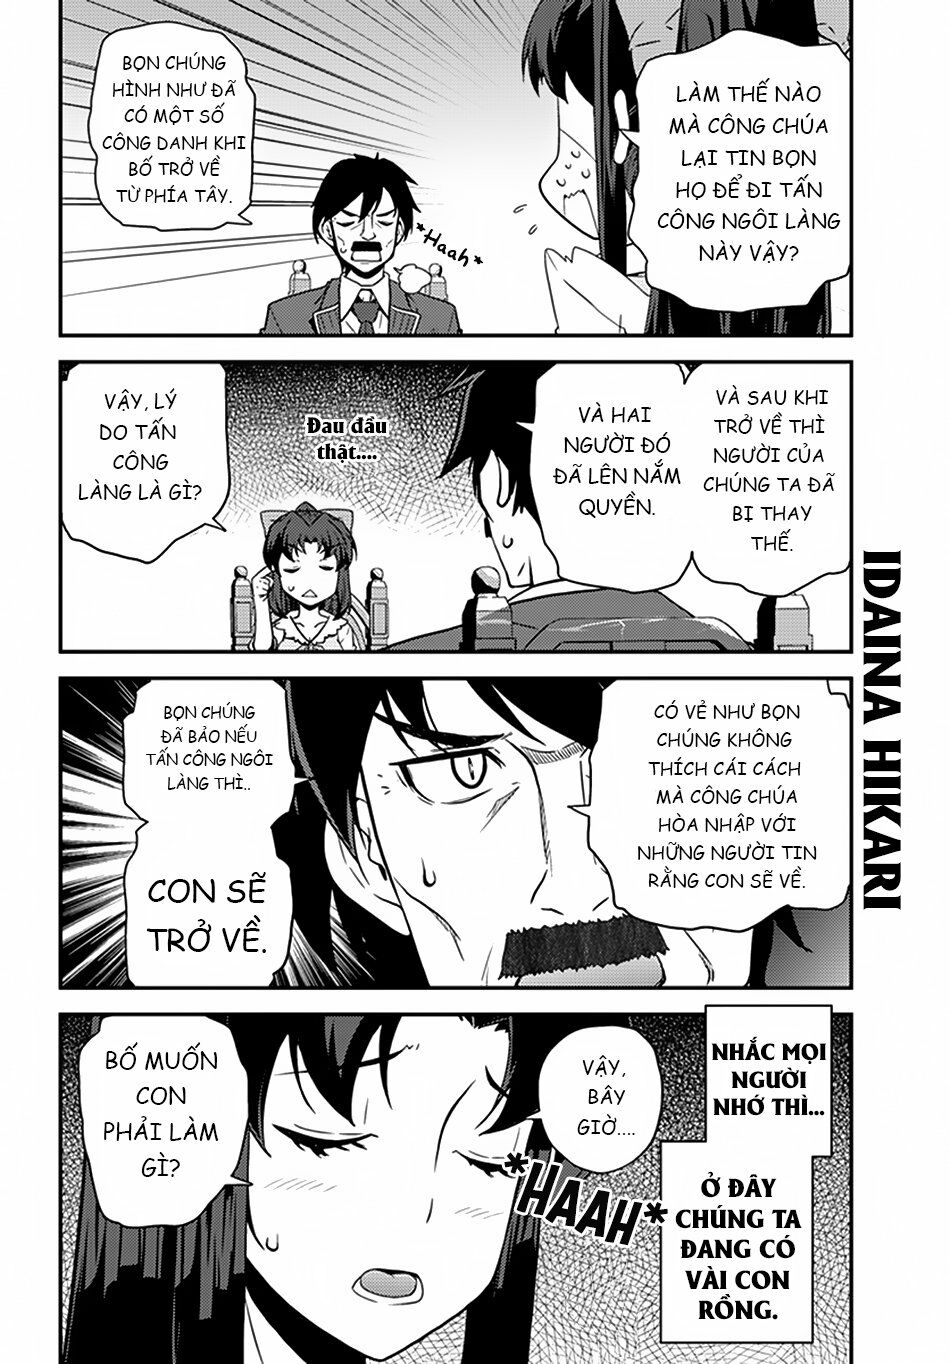 LÀM THẾ NÀO
MÀ CÔNG CHÚA
LẠI TIN BỌN
HỌ ĐỂ ĐI TẤN
CÔNG NGÔI LÀNG
NÀY VẬY?
BỌN CHÚNG
HÌNH NHƯ ĐÃ
CÓ MỘT SỐ
CÔNG DANH KHI
BỐ TRỞ VỀ
TỪ PHÍA TÂY.
*Haah*
VÀ SAU KHI
TRỞ VỀ THÌ
NGƯỜI CỦA
CHÚNG TA ĐÃ
BỊ THAY
THẾ.
VÀ HAI
NGƯỜI ĐÓ
ĐÃ LÊN NẮM
QUYỀN.
Đau đầu
thật....
VẬY, LÝ
DO TẤN
CÔNG
LÀNG LÀ GÌ?
CÓ VẺ NHƯ BỌN
CHÚNG KHÔNG
THÍCH CÁI CÁCH
MÀ CÔNG CHÚA
HÒA NHẬP VỚI
NHỮNG NGƯỜI TIN
RẰNG CON SẼ VỀ.
BỌN CHÚNG
ĐÃ BẢO NẾU
TẤN CÔNG NGÔI
LÀNG THÌ..
CON SẼ
TRỞ VỀ.
NHẮC MỌI
NGƯỜI
NHỚ THÌ...
Ở ĐÂY
CHÚNG TA
ĐANG CÓ
VÀI CON
RỒNG.
VẬY,
BÂY
GIỜ....
*HAAH*
BỐ MUỐN
CON
PHẢI LÀM
GÌ?
IDAINA HIKARI